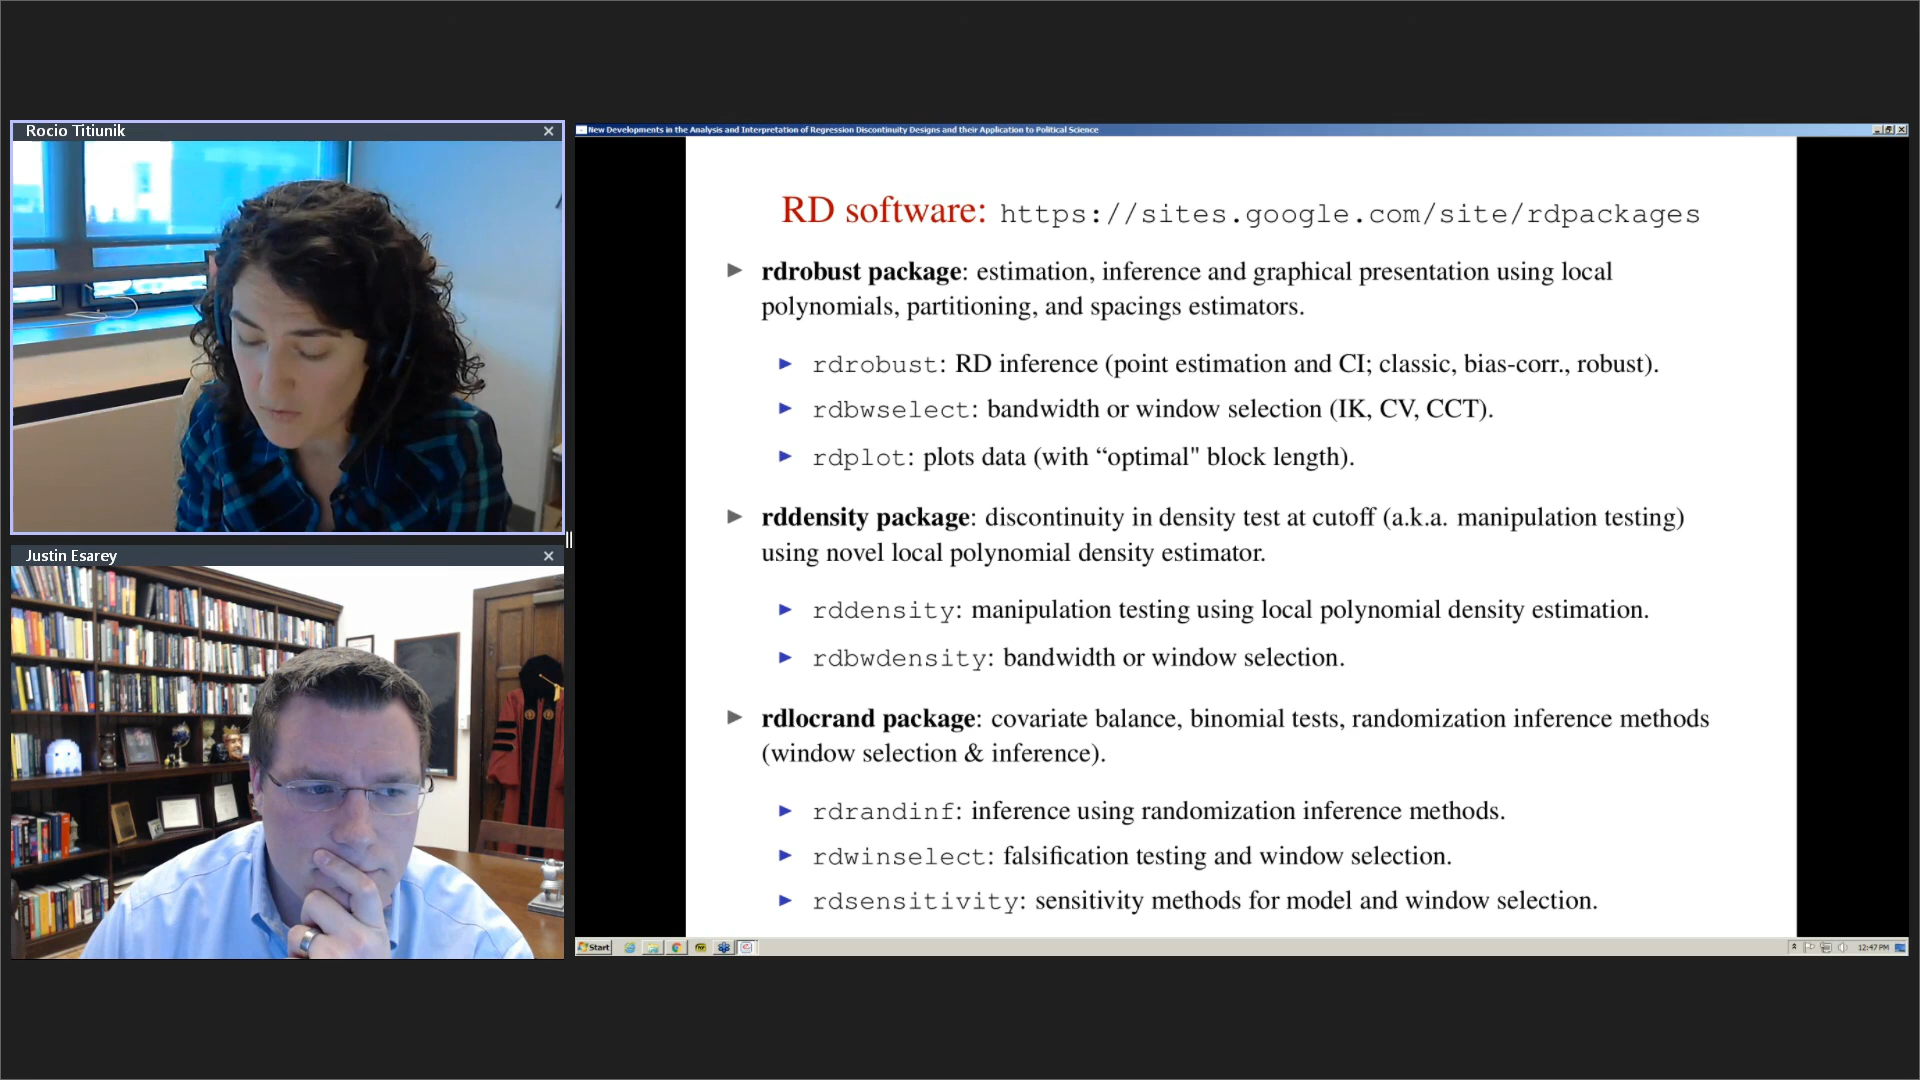 Rocio Titiunik
Justin Esarey
New Developments in the Analysis and Interpretation of Regression Discontinuity Designs and their Application to Political Science
RD software: https://sites.google.com/site/rdpackages
rdrobust package: estimation, inference and graphical presentation using local
polynomials, partitioning, and spacings estimators.
rdrobust: RD inference (point estimation and CI; classic, bias-corr., robust).
rdbwselect: bandwidth or window selection (IK, CV, CCT).
rdplot: plots data (with “optimal" block length).
rddensity package: discontinuity in density test at cutoff (a.k.a. manipulation testing)
using novel local polynomial density estimator.
rddensity: manipulation testing using local polynomial density estimation.
rdbwdensity: bandwidth or window selection.
rdlocrand package: covariate balance, binomial tests, randomization inference methods
(window selection & inference).
rdrandinf: inference using randomization inference methods.
rdwinselect: falsification testing and window selection.
rdsensitivity: sensitivity methods for model and window selection.
Start
12:47 PM